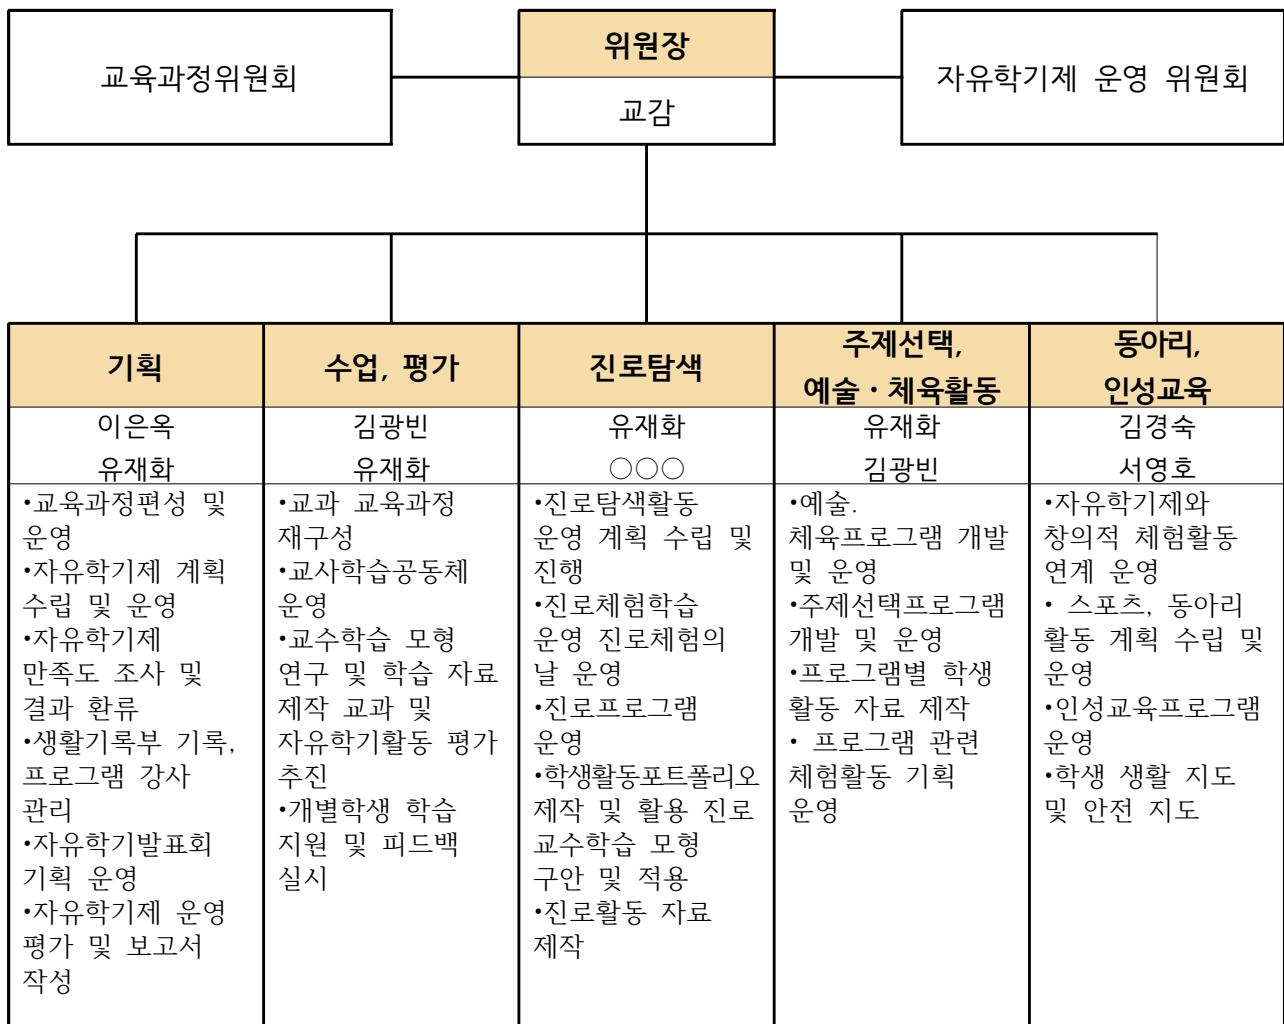 교육과정위원회
위원장
교감
자유학기제 운영 위원회
기획
이은옥
유재화
•교육과정편성 및
운영
•자유학기제 계획
수립 및 운영
•자유학기제
만족도 조사 및
결과 환류
•생활기록부 기록,
프로그램 강사
관리
•자유학기발표회
기획 운영
•자유학기제 운영
평가 및 보고서
작성
수업, 평가
김광빈
유재화
•교과 교육과정
재구성
•교사학습공동체
운영
•교수학습 모형
연구 및 학습 자료
제작 교과 및
자유학기활동 평가
추진
•개별학생 학습
지원 및 피드백
실시
진로탐색
유재화
○○○
•진로탐색활동
운영 계획 수립 및
진행
•진로체험학습
운영 진로체험의
날 운영
•진로프로그램
운영
•학생활동포트폴리오
제작 및 활용 진로
교수학습 모형
구안 및 적용
•진로활동 자료
제작
주제선택,
예술・체육활동
유재화
김광빈
•예술.
체육프로그램 개발
및 운영
•주제선택프로그램
개발 및 운영
•프로그램별 학생
활동 자료 제작
• 프로그램 관련
체험활동 기획
운영
동아리,
인성교육
김경숙
서영호
•자유학기제와
창의적 체험활동
연계 운영
• 스포츠, 동아리
활동 계획 수립 및
운영
•인성교육프로그램
운영
•학생 생활 지도
및 안전 지도